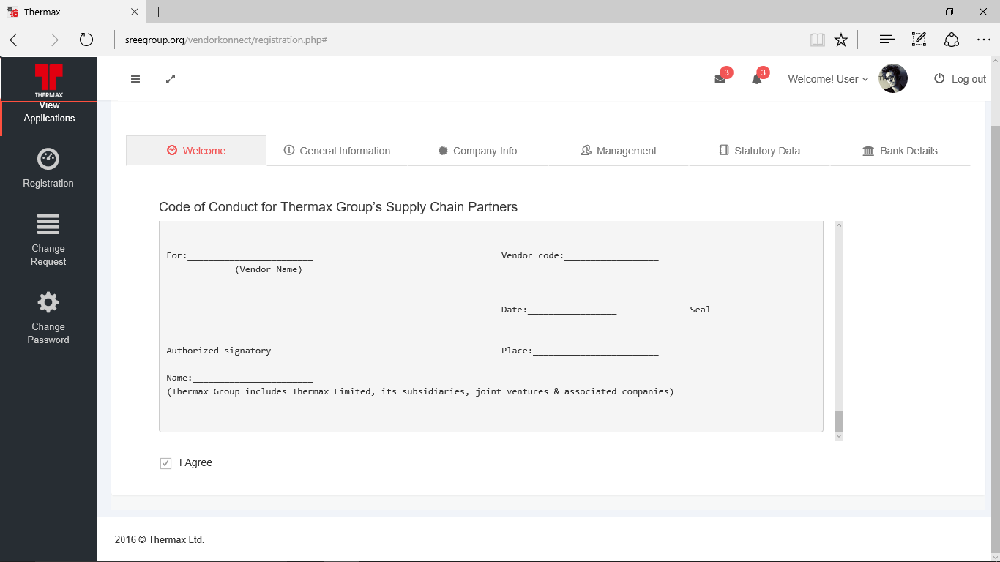 Thermax
sreegroup.org/vendorkonnect/registration.php#
THERMAX
3
3
Welcome! User
Log out
View
Applications
Registration
Change
Request
Change
Password
Welcome
General Information
Company Info
Management
Statutory Data
Bank Details
Code of Conduct for Thermax Group’s Supply Chain Partners
For:________________________ Vendor code:__________________
(Vendor Name)
Date:_________________ Seal
Authorized signatory Place:________________________
Name:_______________________
(Thermax Group includes Thermax Limited, its subsidiaries, joint ventures & associated companies)
I Agree
2016 © Thermax Ltd.